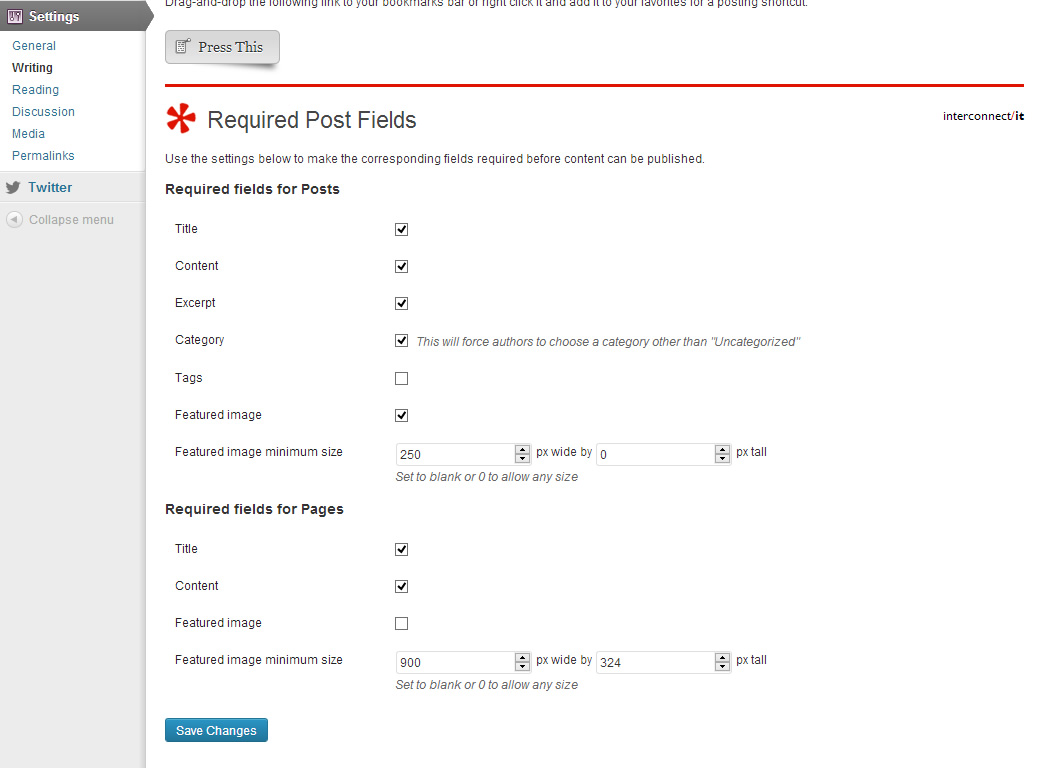 Settings
General
Writing
Reading
Discussion
Media
Permalinks
Twitter
Collapse menu
Drag-and-drop the following link to your bookmarks bar or right click it and add it to your favorites for a posting shortcut.
Press This
Required Post Fields
interconnect/it
Use the settings below to make the corresponding fields required before content can be published.
Required fields for Posts
Title
Content
Excerpt
Category This will force authors to choose a category other than "Uncategorized"
Tags
Featured image
Featured image minimum size 250 px wide by 0 px tall
Set to blank or 0 to allow any size
Required fields for Pages
Title
Content
Featured image
Featured image minimum size 900 px wide by 324 px tall
Set to blank or 0 to allow any size
Save Changes